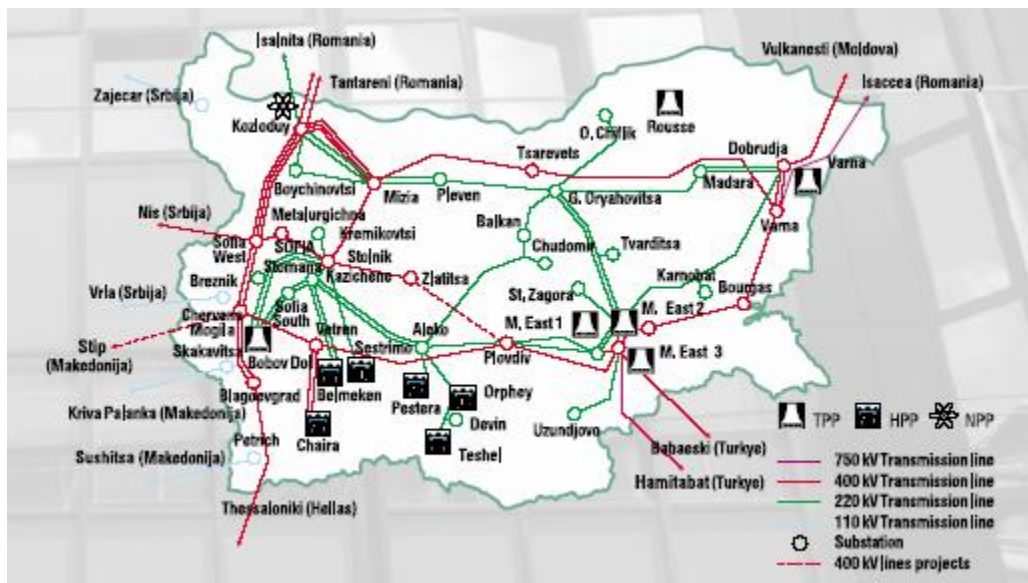 Isalnita (Romania)
Tantareni (Romania)
Vulkanesti (Moldova)
Isaccea (Romania)
Zajecar (Srbija)
Kozloduy
O. Chiflik
Rousse
Tsarevets
Dobrudja
Varna
Boychinovtsi
Mizia
Pleven
G. Oryahovitsa
Madara
Nis (Srbija)
Metalurgichna
Kremikovtsi
Balkan
Varna
Sofia
West
SOFIA
Stolnik
Chudomir
Tvarditsa
Breznik
Stomana
Kazichene
Zlatitsa
Karnobat
Vrla (Srbija)
Sofia
South
St. Zagora
Bourgas
Chervena
Mogila
Vetren
Aleko
M. East 1
M. East 2
Stip
(Makedonija)
Skakavitsa
Bobov Dol
Sestrimo
Plovdiv
M. East 3
Blagoevgrad
Belmeken
Pestera
Orphey
Kriva Palanka (Makedonija)
Chaira
Devin
Uzundjovo
Petrich
Teshel
Sushitsa (Makedonija)
Babaeski (Turkye)
Hamitabat (Turkye)
Thessaloniki (Hellas)
TPP HPP NPP
750 kV Transmission line
400 kV Transmission line
220 kV Transmission line
110 kV Transmission line
Substation
400 kV lines projects